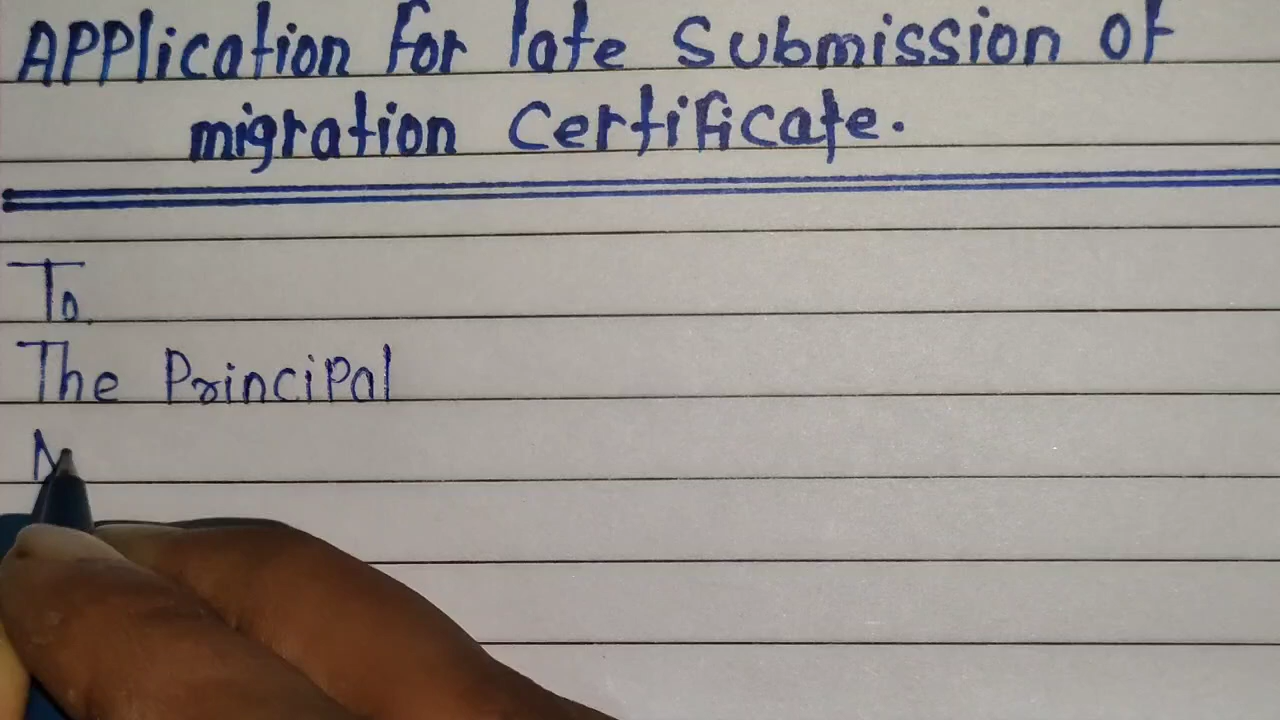 Application for late submission of
migration certificate.
To
The Principal
N